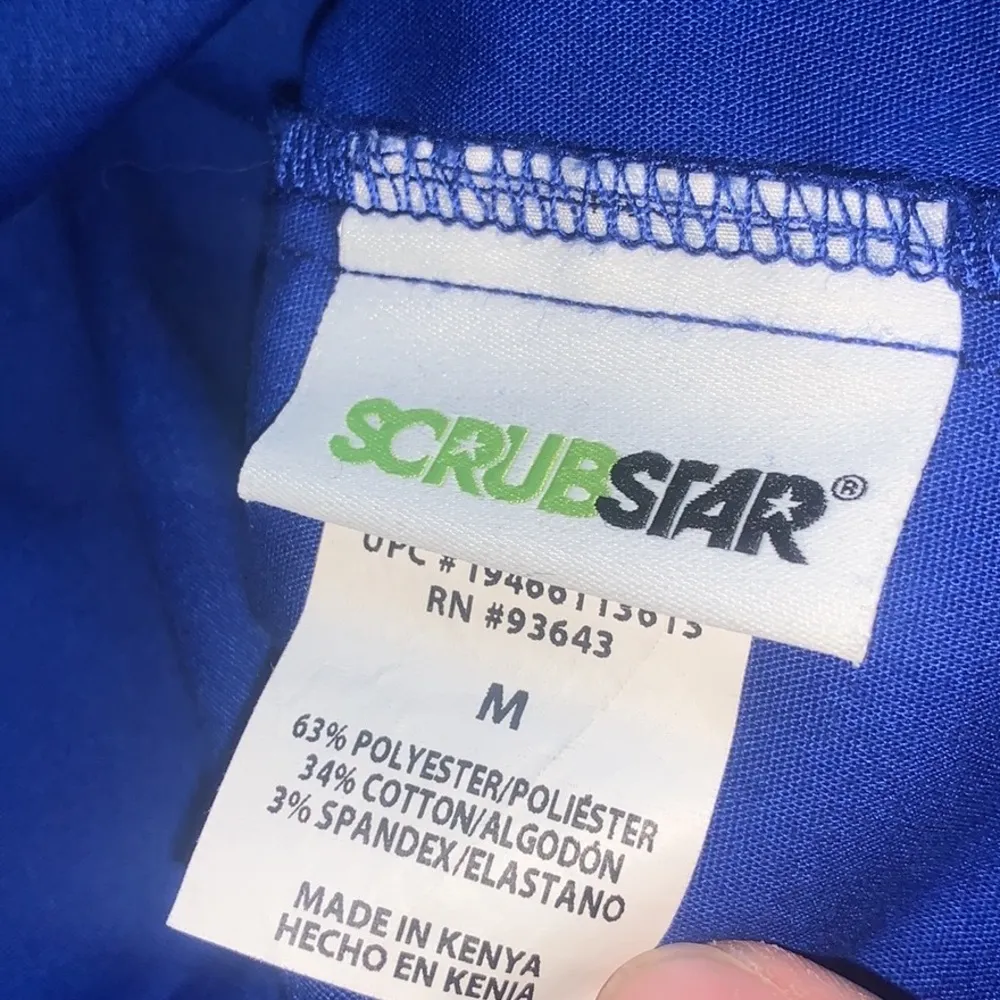 SCRUBSTAR®
UPC # 194661136
RN #93643
M
63% POLYESTER/POLIÉSTER
34% COTTON/ALGODÓN
3% SPANDEX/ELASTANO
MADE IN KENYA
HECHO EN KENIA